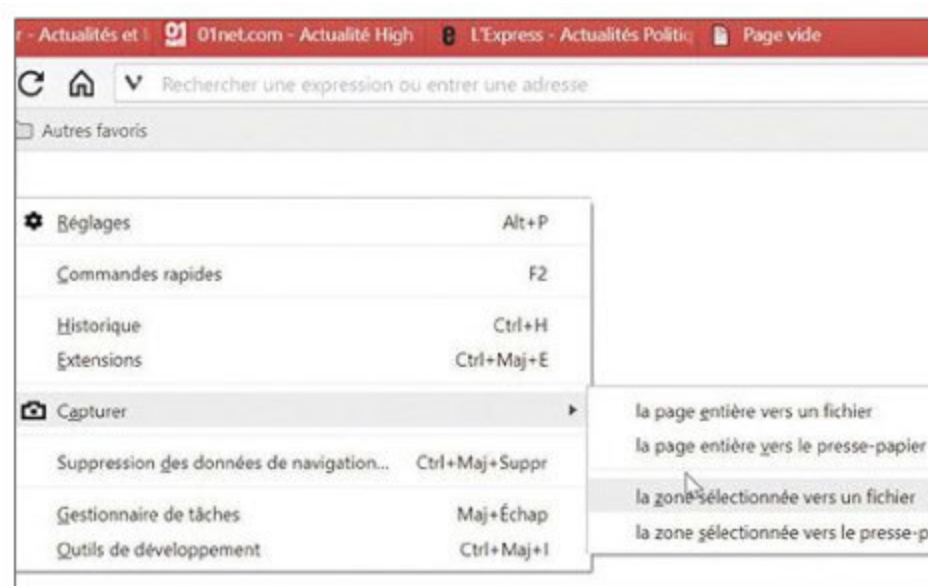 r - Actualités et 01 01net.com - Actualité High L'Express - Actualités Politiq Page vide
Rechercher une expression ou entrer une adresse
Autres favoris
Réglages Alt+P
Commandes rapides F2
Historique Ctrl+H
Extensions Ctrl+Maj+E
Capturer
la page entière vers un fichier
la page entière vers le presse-papier
Suppression des données de navigation... Ctrl+Maj+Suppr
la zone sélectionnée vers un fichier
Gestionnaire de tâches Maj+Échap
la zone sélectionnée vers le presse-p
Outils de développement Ctrl+Maj+I